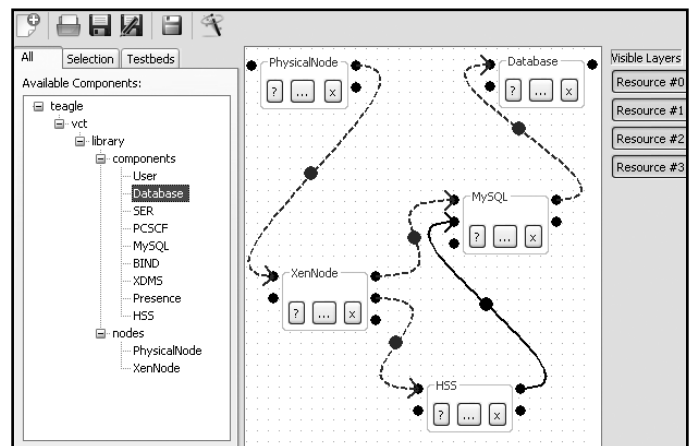 All
Selection
Testbeds
Available Components:
teagle
vct
library
components
User
Database
SER
PCSCF
MySQL
BIND
XDMS
Presence
HSS
nodes
PhysicalNode
XenNode
PhysicalNode
? ... x
Database
? ... x
MySQL
? ... x
XenNode
? ... x
HSS
? ... x
Visible Layers
Resource #0
Resource #1
Resource #2
Resource #3